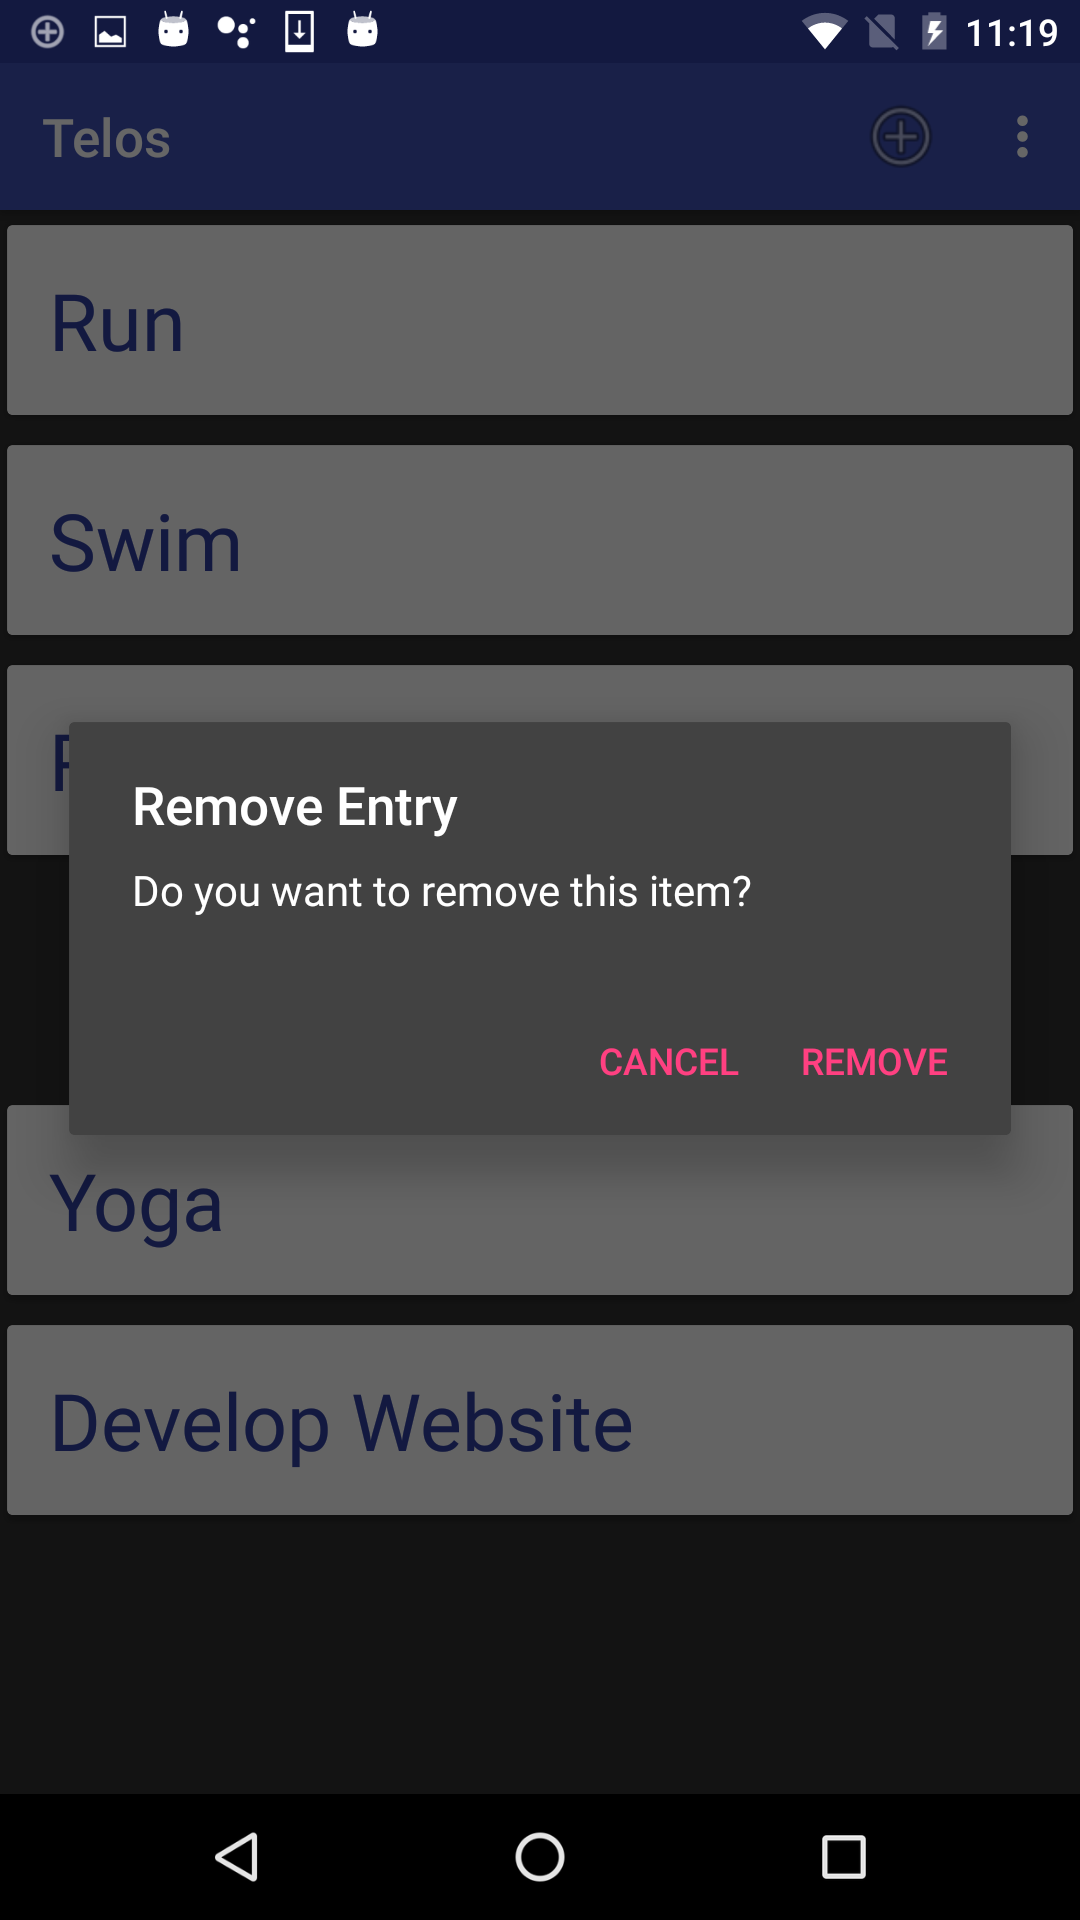 11:19
Telos
Run
Swim
Remove Entry
Do you want to remove this item?
CANCEL REMOVE
Yoga
Develop Website